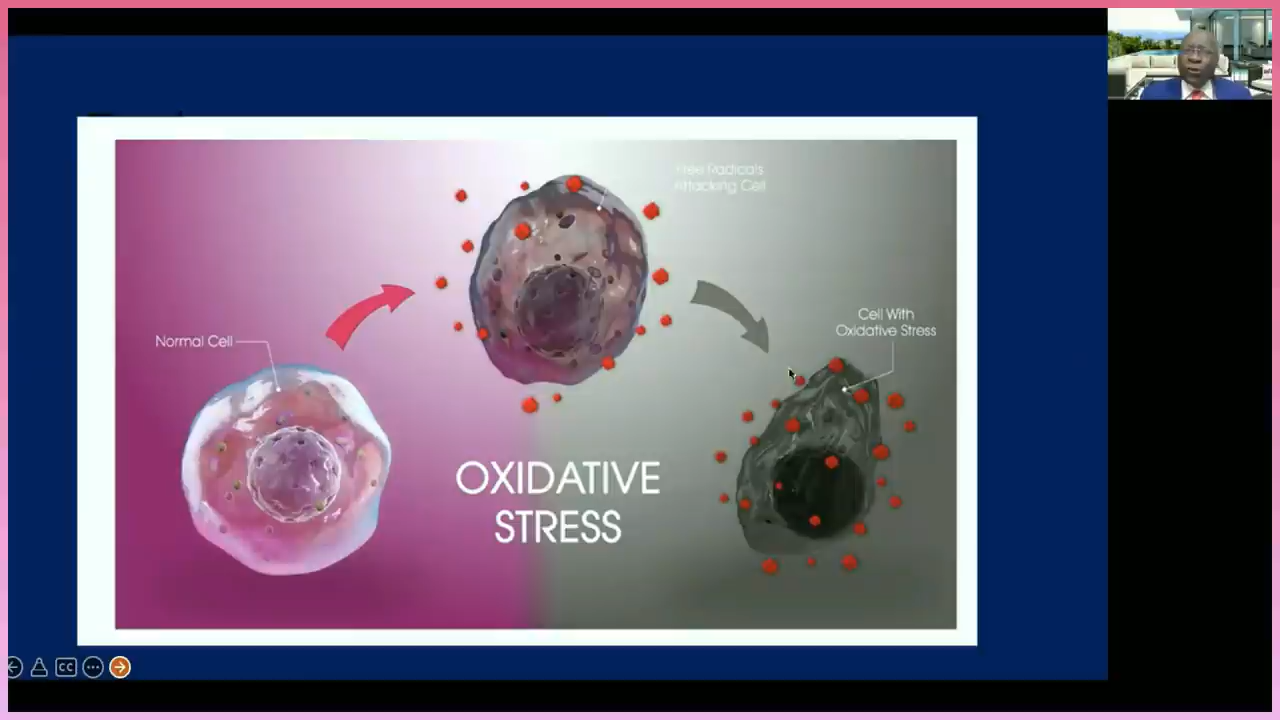 Free Radicals
Attacking Cell
Normal Cell
Cell With
Oxidative Stress
OXIDATIVE
STRESS
CC